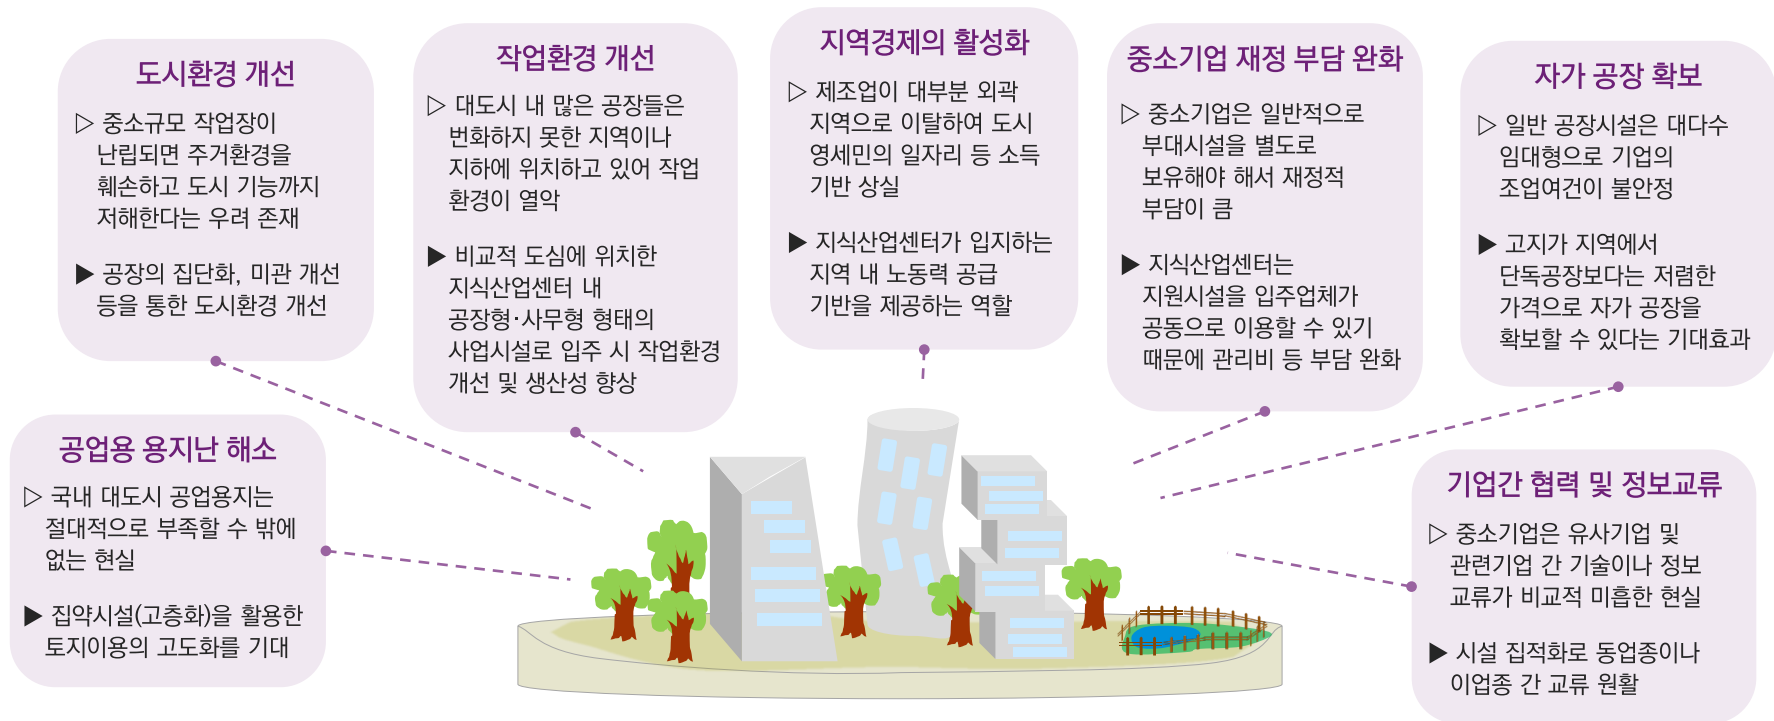 도시환경 개선
▷ 중소규모 작업장이
난립되면 주거환경을
훼손하고 도시 기능까지
저해한다는 우려 존재
▶ 공장의 집단화, 미관 개선
등을 통한 도시환경 개선
작업환경 개선
▷ 대도시 내 많은 공장들은
번화하지 못한 지역이나
지하에 위치하고 있어 작업
환경이 열악
▶ 비교적 도심에 위치한
지식산업센터 내
공장형·사무형 형태의
사업시설로 입주 시 작업환경
개선 및 생산성 향상
지역경제의 활성화
▷ 제조업이 대부분 외곽
지역으로 이탈하여 도시
영세민의 일자리 등 소득
기반 상실
▶ 지식산업센터가 입지하는
지역 내 노동력 공급
기반을 제공하는 역할
중소기업 재정 부담 완화
▷ 중소기업은 일반적으로
부대시설을 별도로
보유해야 해서 재정적
부담이 큼
▶ 지식산업센터는
지원시설을 입주업체가
공동으로 이용할 수 있기
때문에 관리비 등 부담 완화
자가 공장 확보
▷ 일반 공장시설은 대다수
임대형으로 기업의
조업여건이 불안정
▶ 고지가 지역에서
단독공장보다는 저렴한
가격으로 자가 공장을
확보할 수 있다는 기대효과
공업용 용지난 해소
▷ 국내 대도시 공업용지는
절대적으로 부족할 수 밖에
없는 현실
▶ 집약시설(고층화)을 활용한
토지이용의 고도화를 기대
기업간 협력 및 정보교류
▷ 중소기업은 유사기업 및
관련기업 간 기술이나 정보
교류가 비교적 미흡한 현실
▶ 시설 집적화로 동업종이나
이업종 간 교류 원활